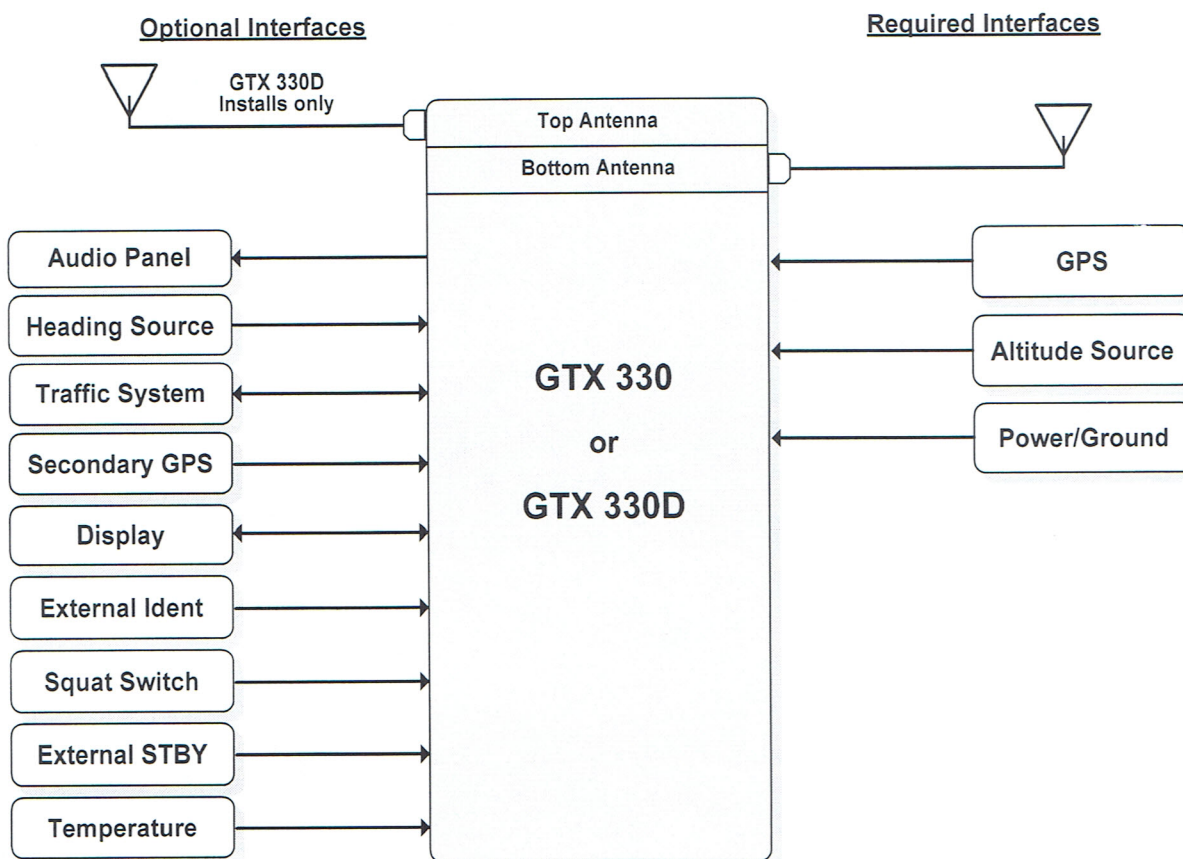 Optional Interfaces
Required Interfaces
GTX 330D
Installs only
Top Antenna
Bottom Antenna
Audio Panel
Heading Source
Traffic System
Secondary GPS
Display
External Ident
Squat Switch
External STBY
Temperature
GTX 330
or
GTX 330D
GPS
Altitude Source
Power/Ground